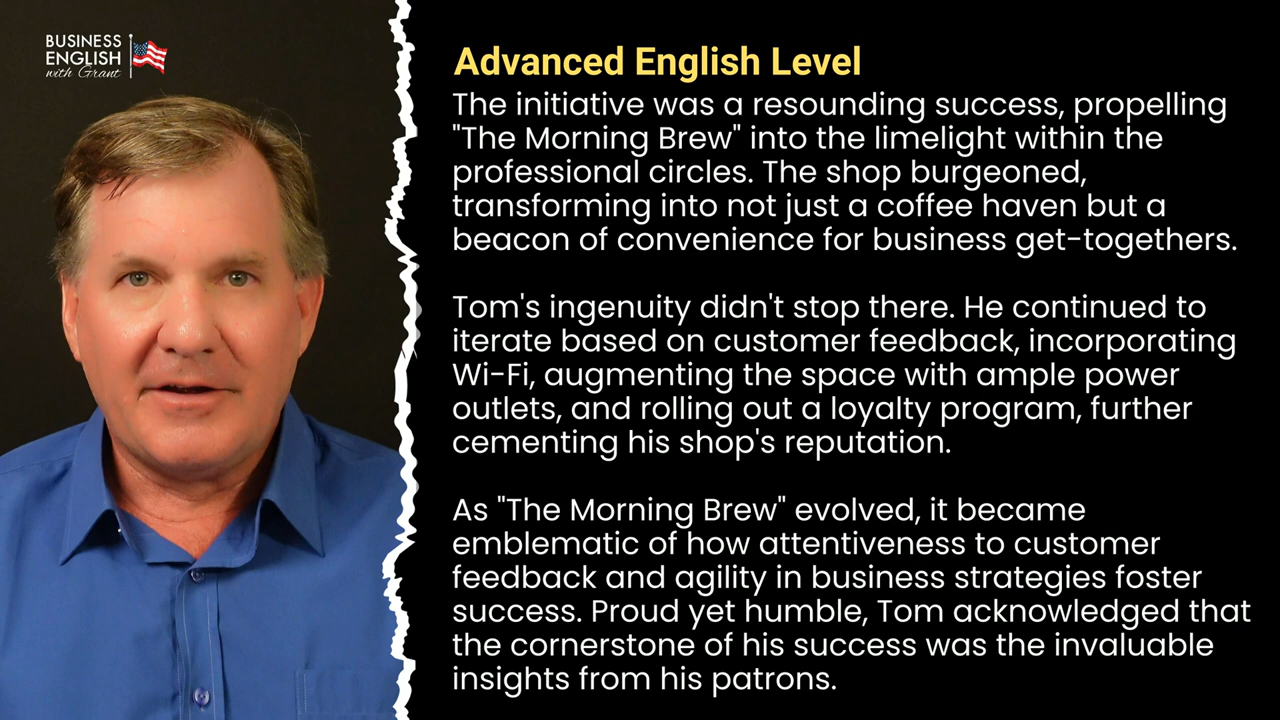 BUSINESS
ENGLISH
with Grant
Advanced English Level
The initiative was a resounding success, propelling
"The Morning Brew" into the limelight within the
professional circles. The shop burgeoned,
transforming into not just a coffee haven but a
beacon of convenience for business get-togethers.
Tom's ingenuity didn't stop there. He continued to
iterate based on customer feedback, incorporating
Wi-Fi, augmenting the space with ample power
outlets, and rolling out a loyalty program, further
cementing his shop's reputation.
As "The Morning Brew" evolved, it became
emblematic of how attentiveness to customer
feedback and agility in business strategies foster
success. Proud yet humble, Tom acknowledged that
the cornerstone of his success was the invaluable
insights from his patrons.